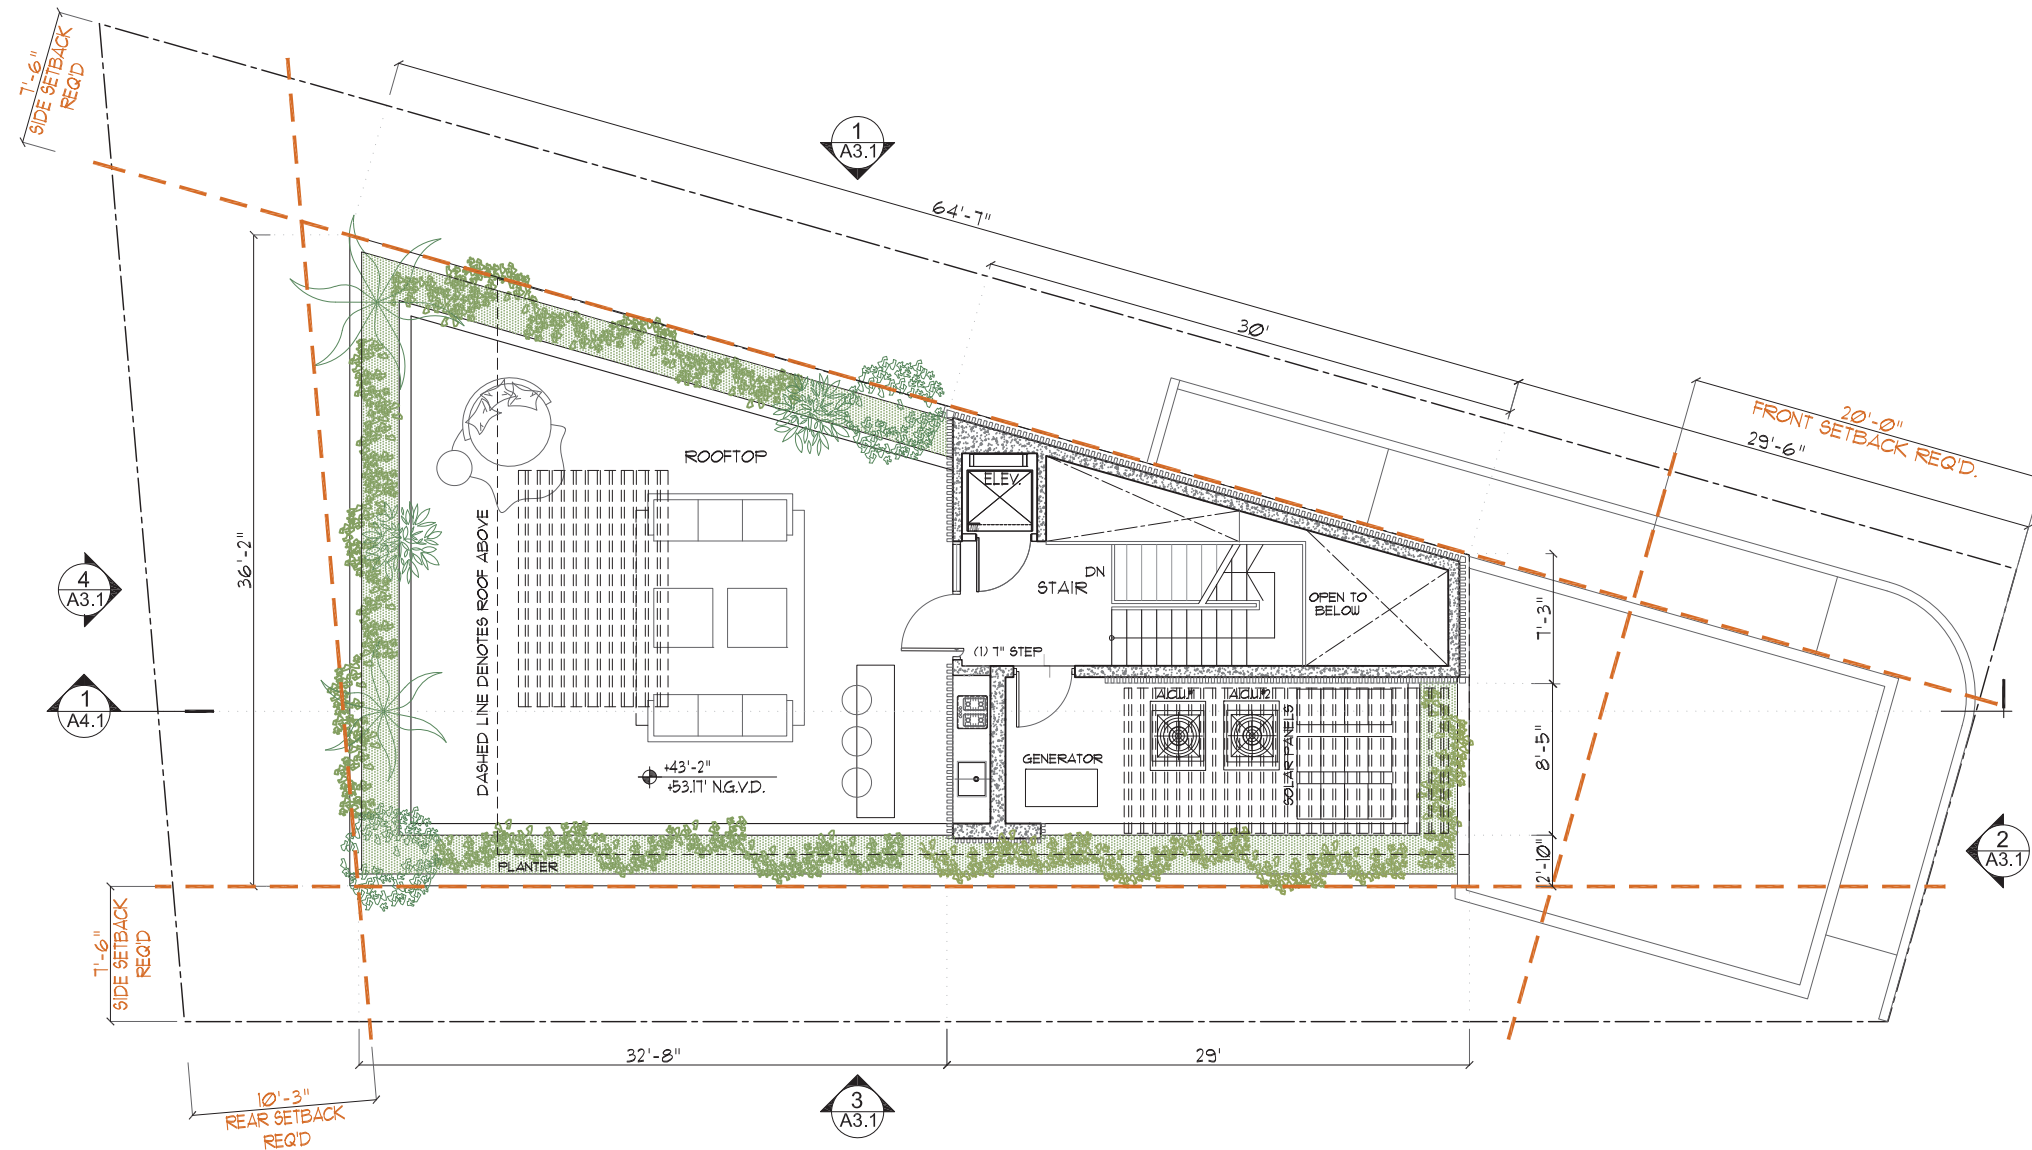 7'-6"
SIDE SETBACK
REQ'D
1
A3.1
64'-7"
30'
20'-0"
FRONT SETBACK REQ'D.
29'-6"
36'-2"
ROOFTOP
ELEV.
DASHED LINE DENOTES ROOF ABOVE
DN
STAIR
OPEN TO
BELOW
7'-3"
4
A3.1
(1) 7" STEP
1
A4.1
A.C.U.#1
A.C.U.#2
SOLAR PANELS
GENERATOR
8'-5"
+43'-2"
+53.17' N.G.V.D.
2'-10"
2
A3.1
PLANTER
7'-6"
SIDE SETBACK
REQ'D
32'-8"
29'
10'-3"
REAR SETBACK
REQ'D
3
A3.1